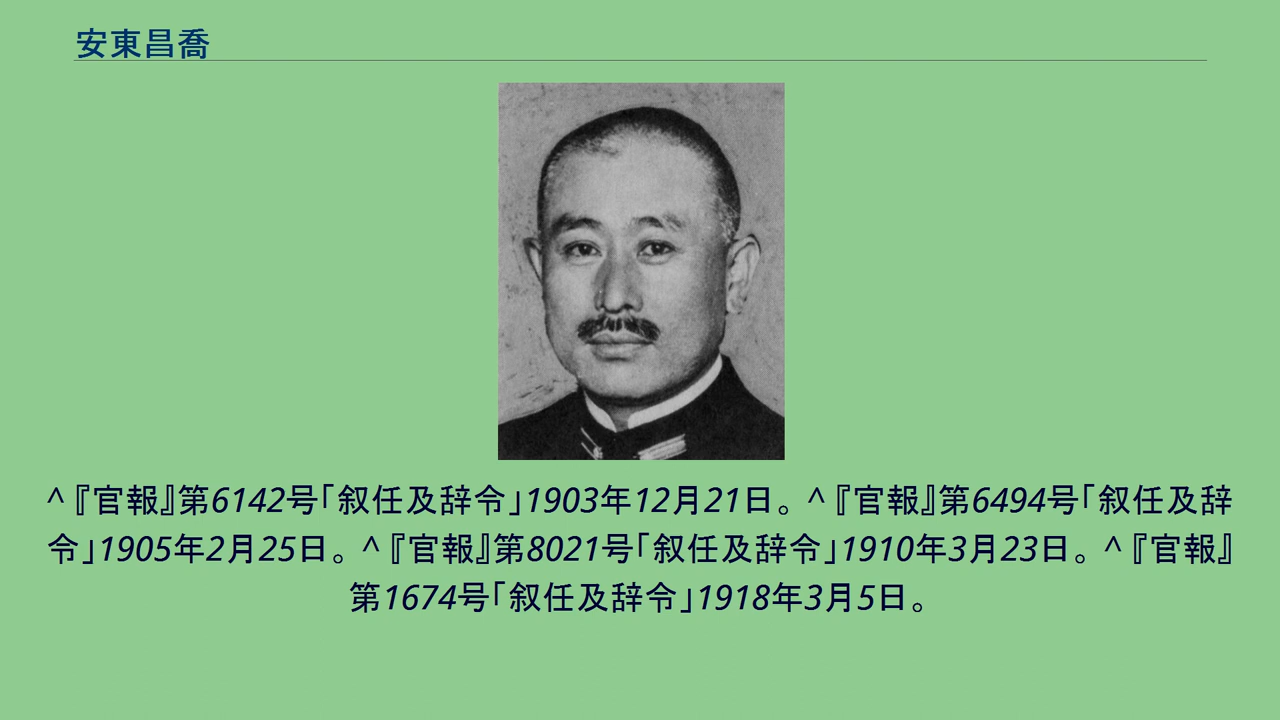 安東昌喬
^『官報』第6142号「叙任及辞令」1903年12月21日。^『官報』第6494号「叙任及辞
令」1905年2月25日。^『官報』第8021号「叙任及辞令」1910年3月23日。^『官報』
第1674号「叙任及辞令」1918年3月5日。